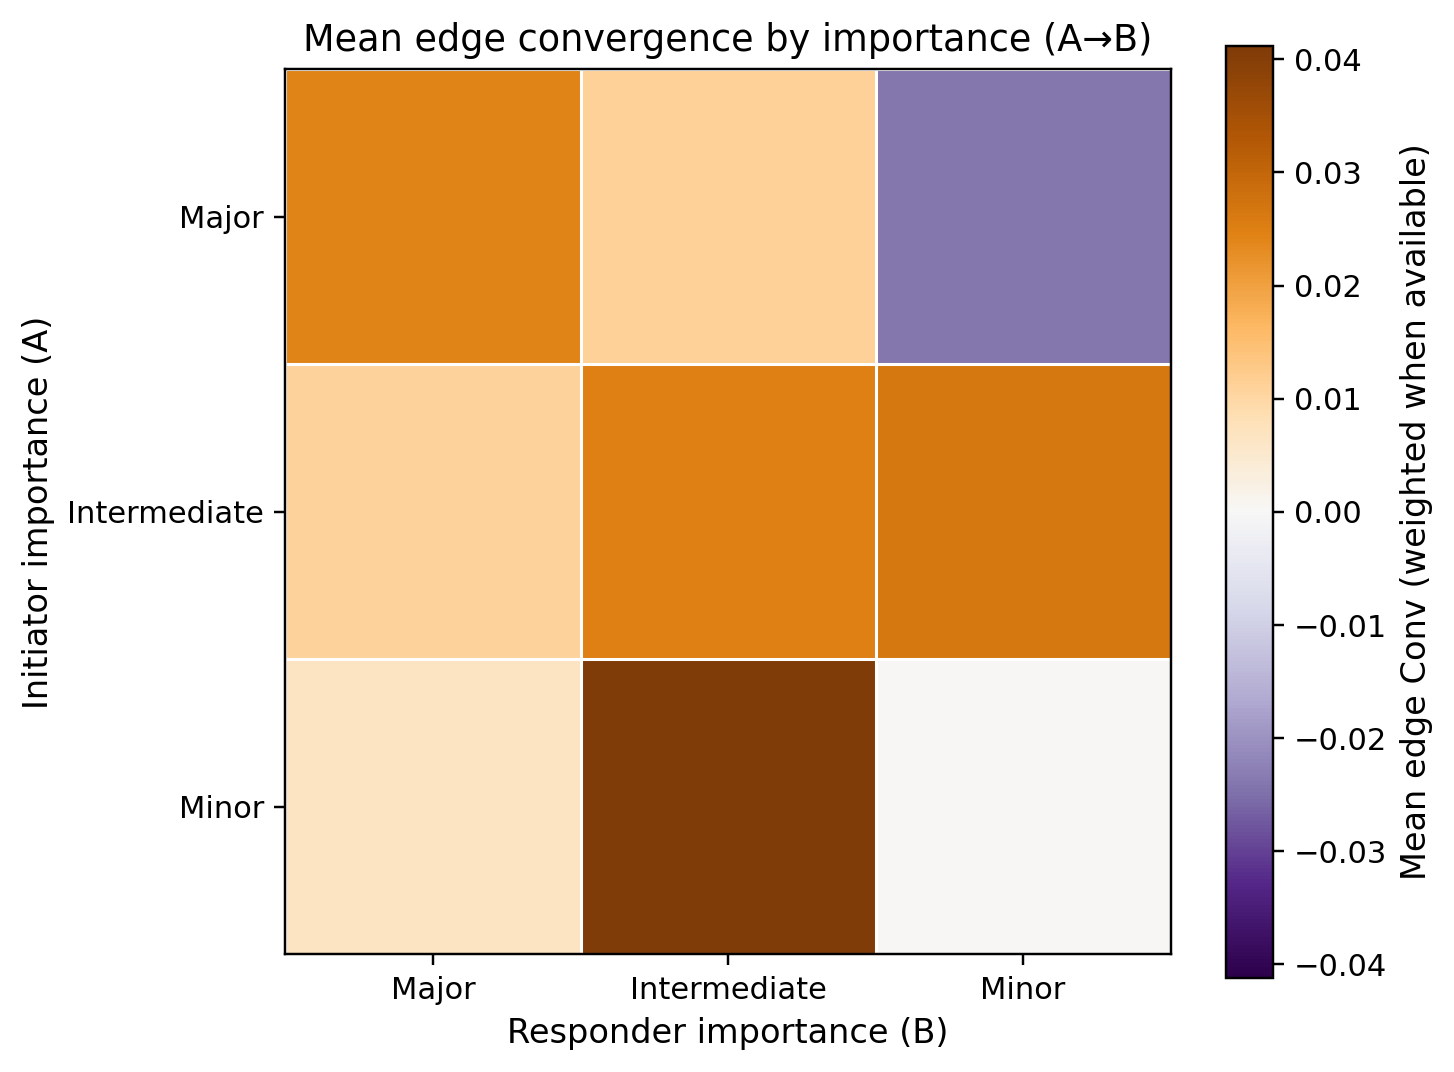 Mean edge convergence by importance (A→B)
Initiator importance (A)
Major
Intermediate
Minor
Major
Intermediate
Minor
Responder importance (B)
0.04
0.03
0.02
0.01
0.00
−0.01
−0.02
−0.03
−0.04
Mean edge Conv (weighted when available)